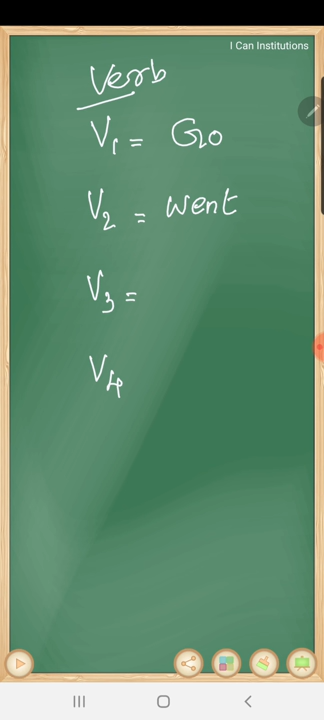 I Can Institutions
Verb
V1 = Go
V2 = Went
V3 =
V4